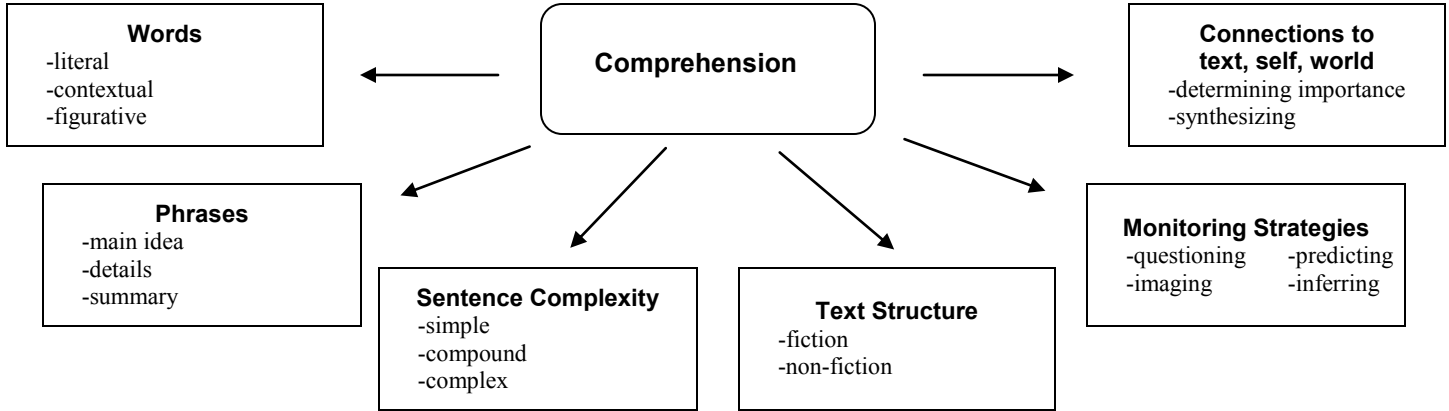 Words
-literal
-contextual
-figurative
Comprehension
Connections to
text, self, world
-determining importance
-synthesizing
Phrases
-main idea
-details
-summary
Sentence Complexity
-simple
-compound
-complex
Text Structure
-fiction
-non-fiction
Monitoring Strategies
-questioning -predicting
-imaging -inferring